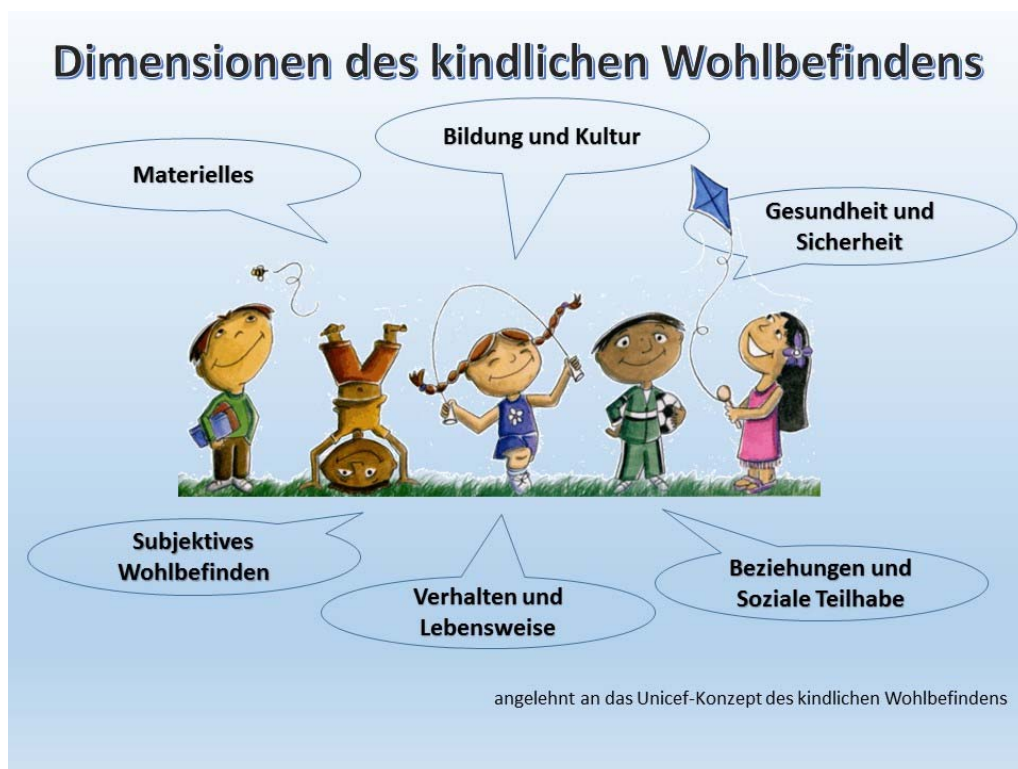 Dimensionen des kindlichen Wohlbefindens
Bildung und Kultur
Materielles
Gesundheit und
Sicherheit
Subjektives
Wohlbefinden
Verhalten und
Lebensweise
Beziehungen und
Soziale Teilhabe
angelehnt an das Unicef-Konzept des kindlichen Wohlbefindens